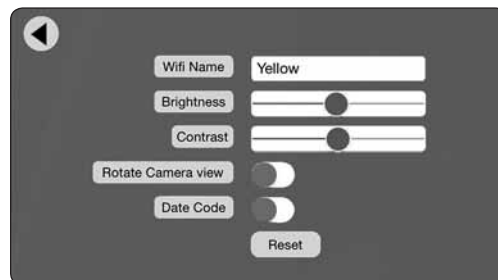 Wifi Name
Yellow
Brightness
Contrast
Rotate Camera view
Date Code
Reset